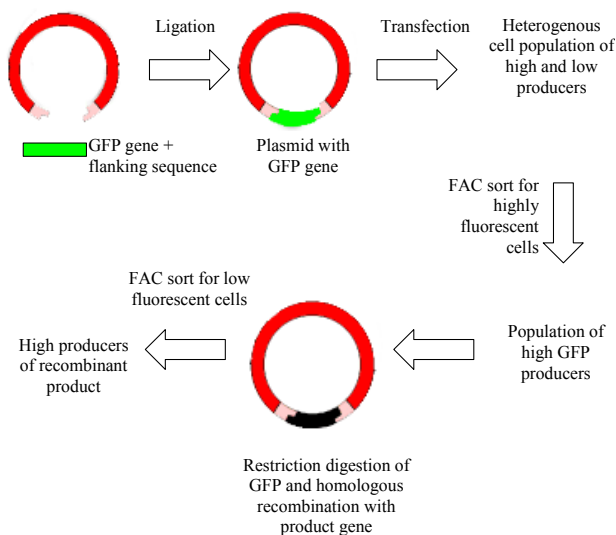 Ligation
Transfection
Heterogenous
cell population of
high and low
producers
GFP gene +
flanking sequence
Plasmid with
GFP gene
FAC sort for
highly
fluorescent
cells
FAC sort for low
fluorescent cells
High producers
of recombinant
product
Population of
high GFP
producers
Restriction digestion of
GFP and homologous
recombination with
product gene